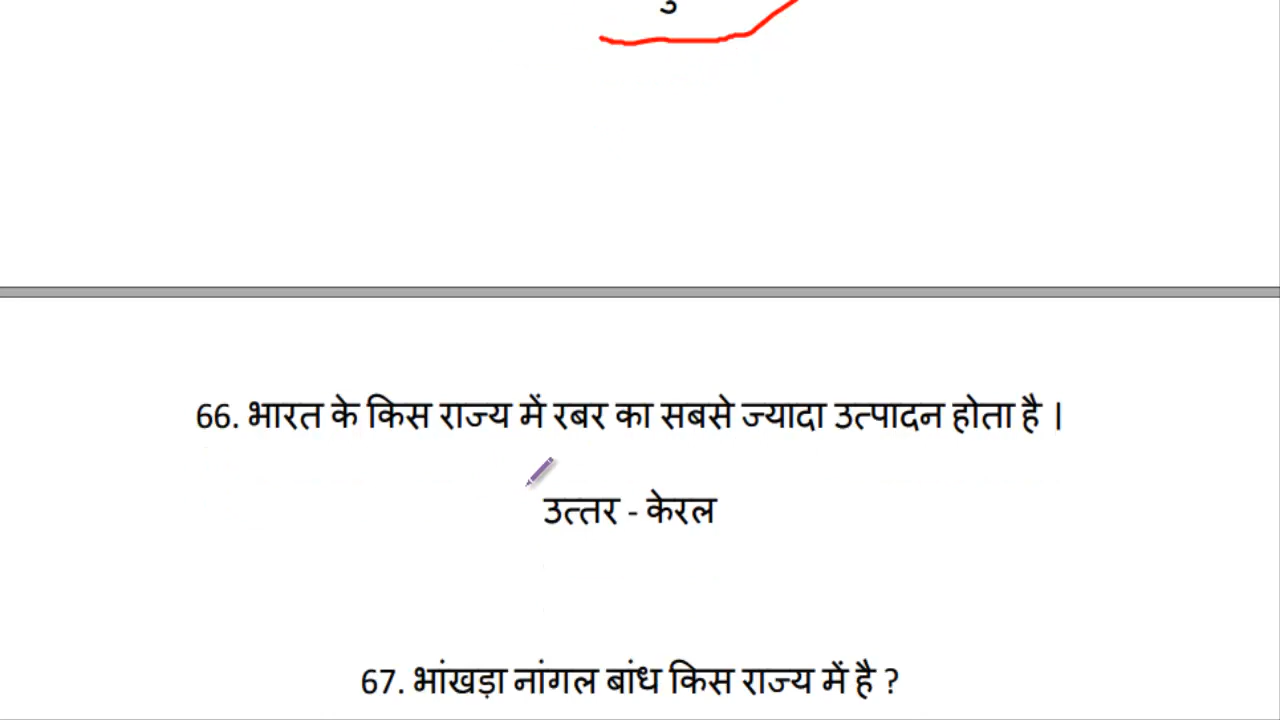 66. भारत के किस राज्य में रबर का सबसे ज्यादा उत्पादन होता है ।
उत्तर - केरल
67. भांखड़ा नांगल बांध किस राज्य में है ?